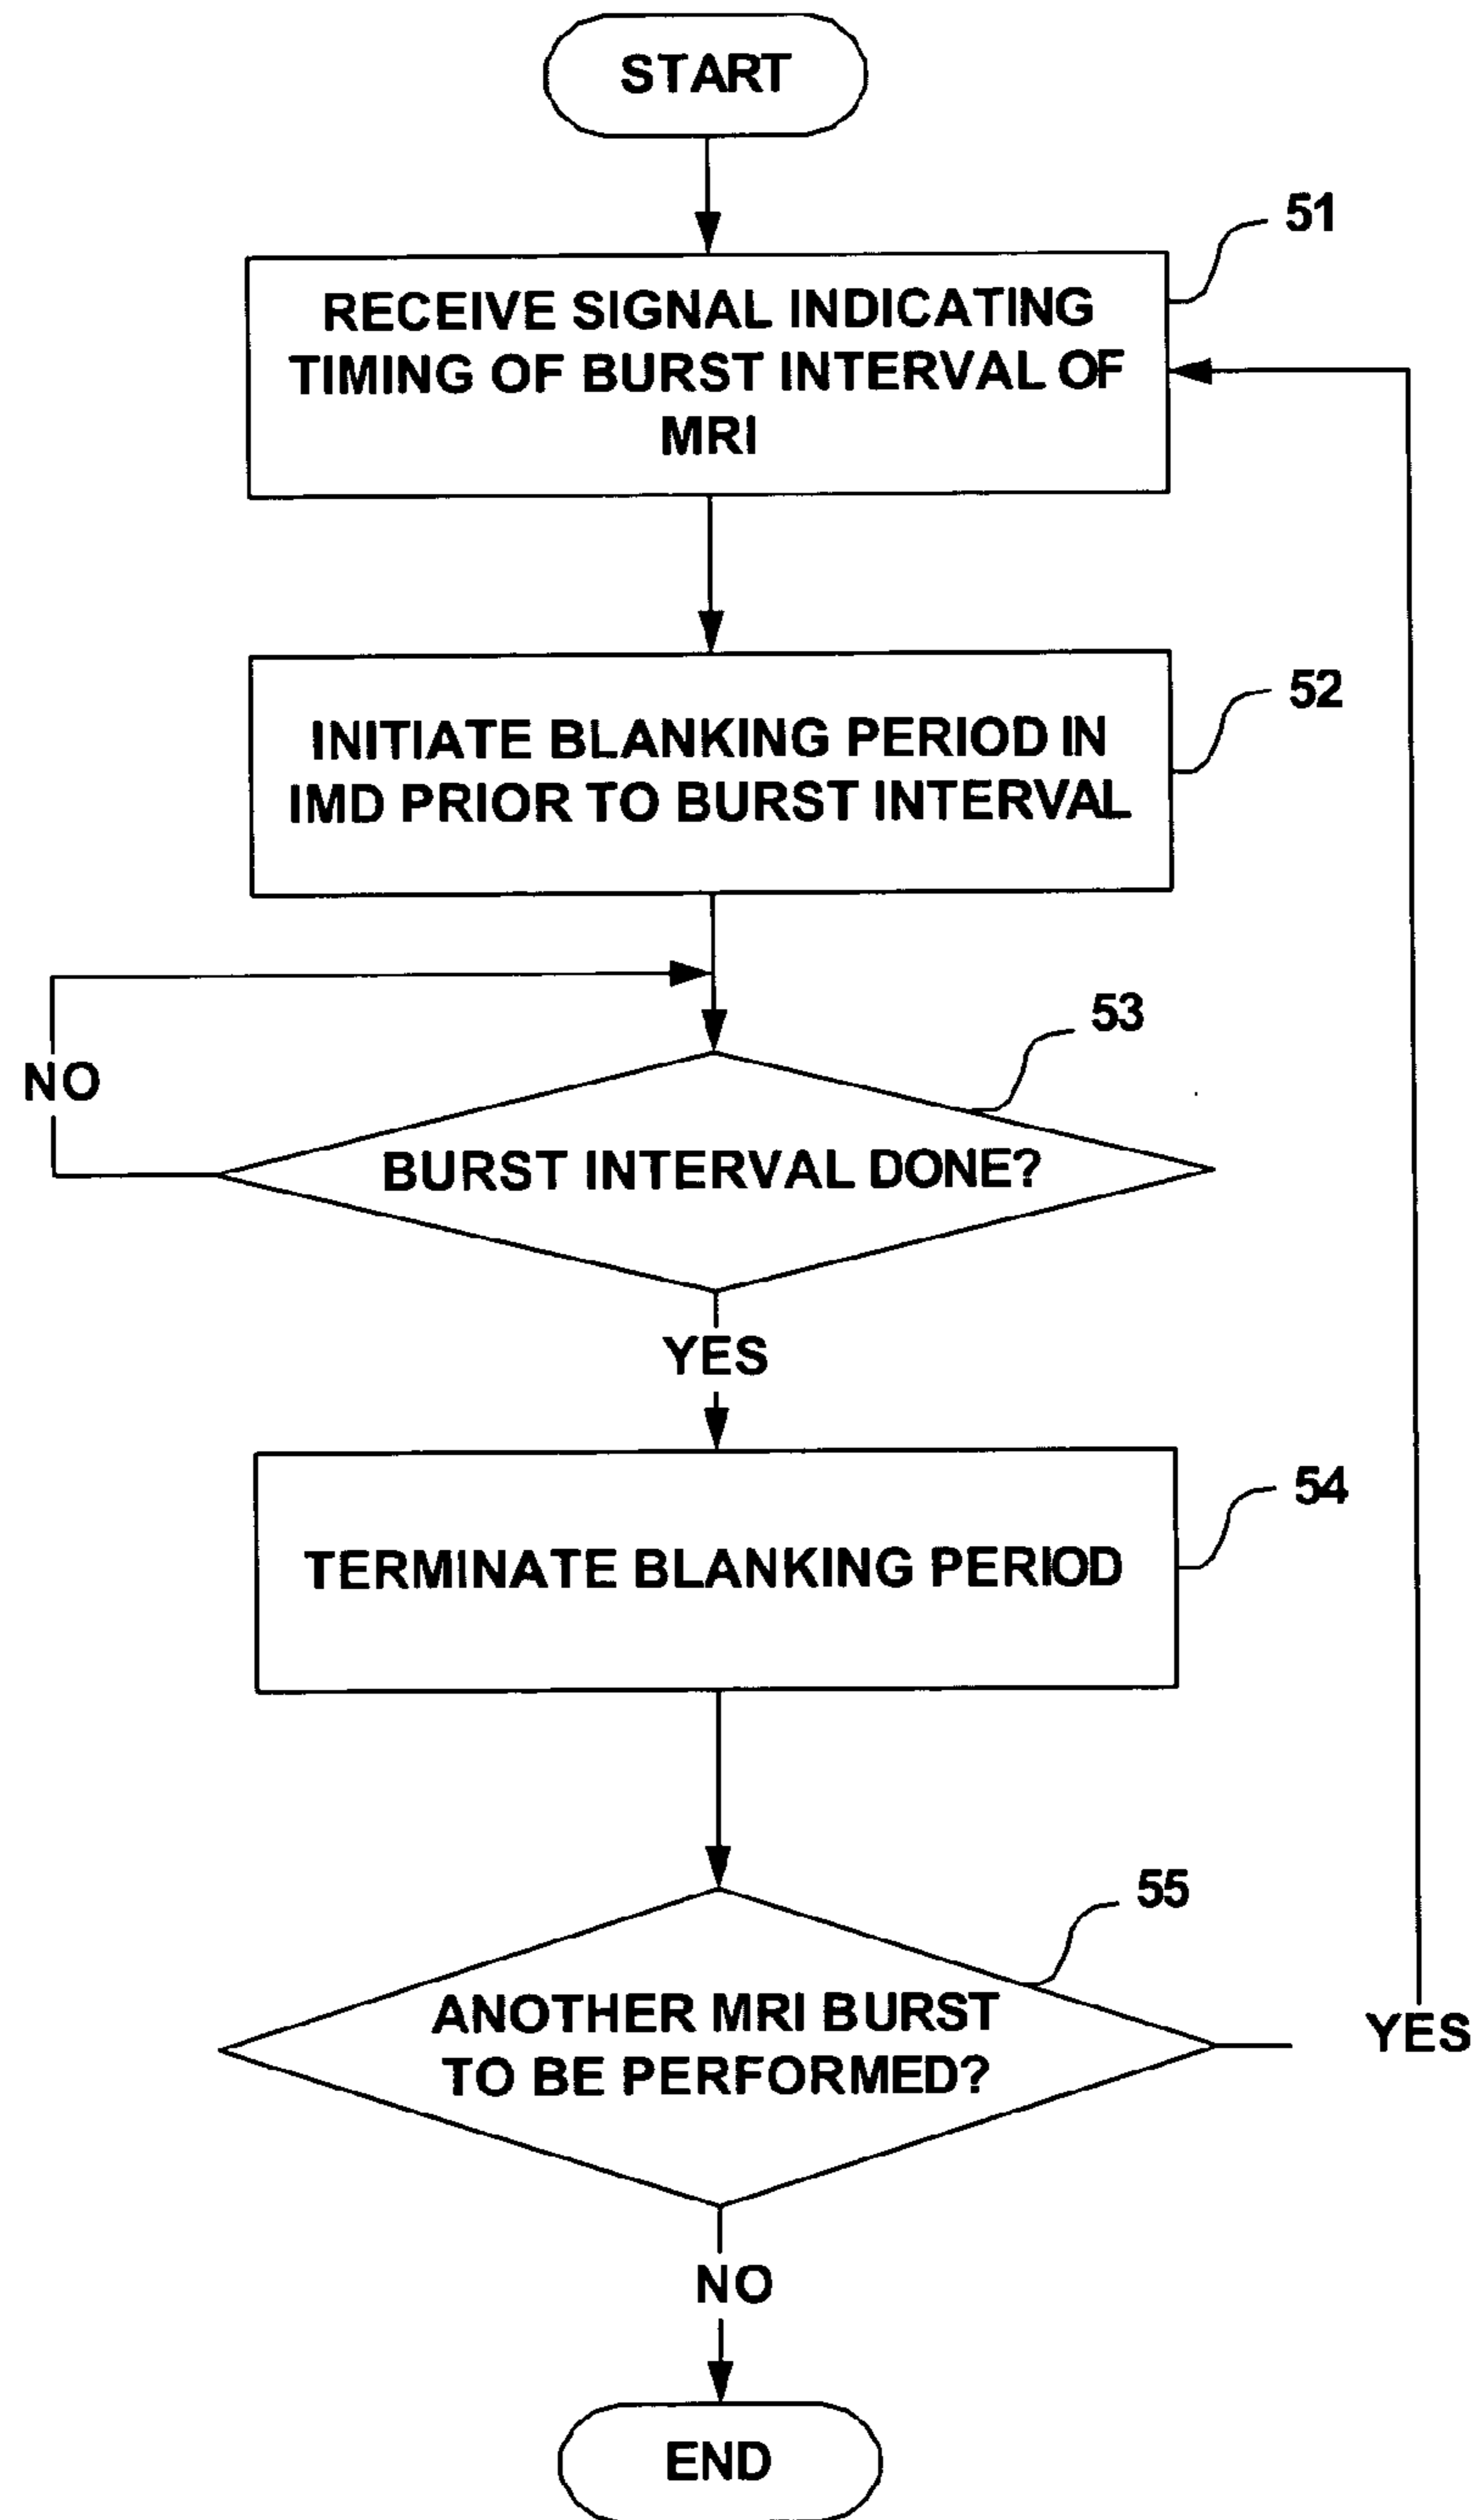 START
51
RECEIVE SIGNAL INDICATING
TIMING OF BURST INTERVAL OF
MRI
52
INITIATE BLANKING PERIOD IN
IMD PRIOR TO BURST INTERVAL
53
NO
BURST INTERVAL DONE?
YES
54
TERMINATE BLANKING PERIOD
55
ANOTHER MRI BURST
TO BE PERFORMED?
YES
NO
END